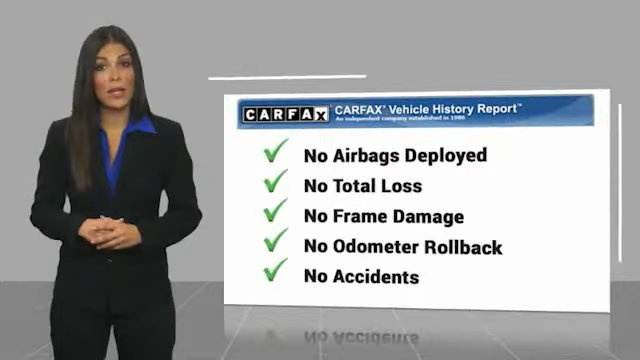 CARFAX CARFAX® Vehicle History Report™
An independent company established in 1986
No Airbags Deployed
No Total Loss
No Frame Damage
No Odometer Rollback
No Accidents